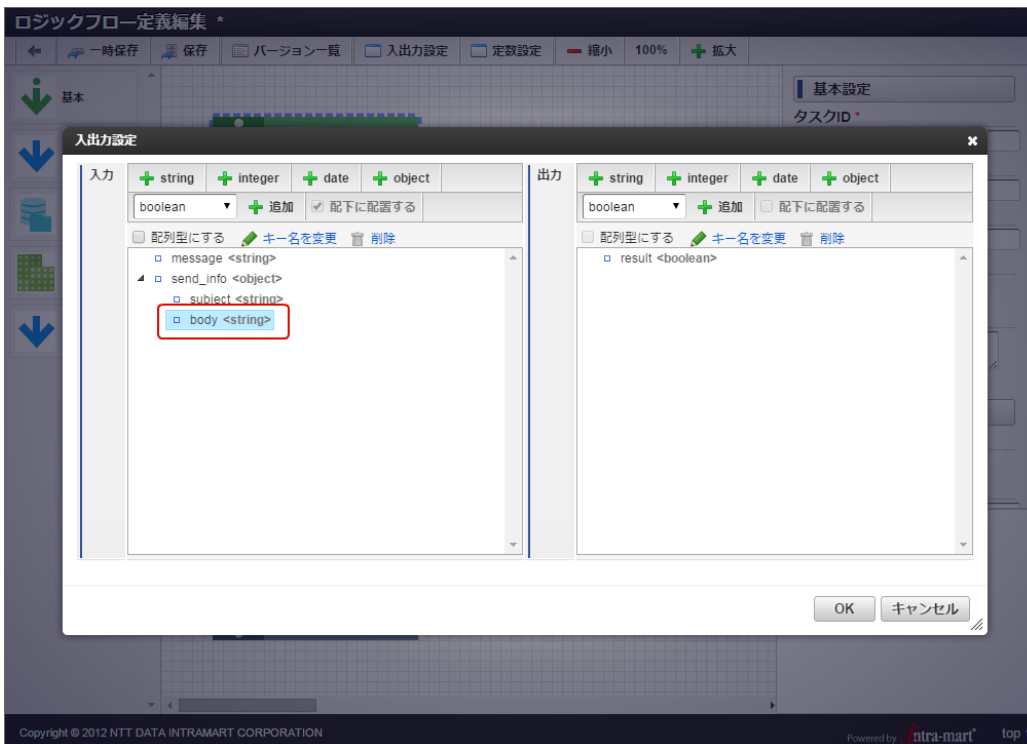 ロジックフロー定義編集 *
一時保存 保存 バージョン一覧 入出力設定 定数設定 縮小 100% 拡大
基本
基本設定
タスクID *
入出力設定
入力
string integer date object
boolean 追加 配下に配置する
配列型にする キー名を変更 削除
message <string>
send_info <object>
subject <string>
body <string>
出力
string integer date object
boolean 追加 配下に配置する
配列型にする キー名を変更 削除
result <boolean>
OK キャンセル
Copyright © 2012 NTT DATA INTRAMART CORPORATION
Powered by intra-mart top